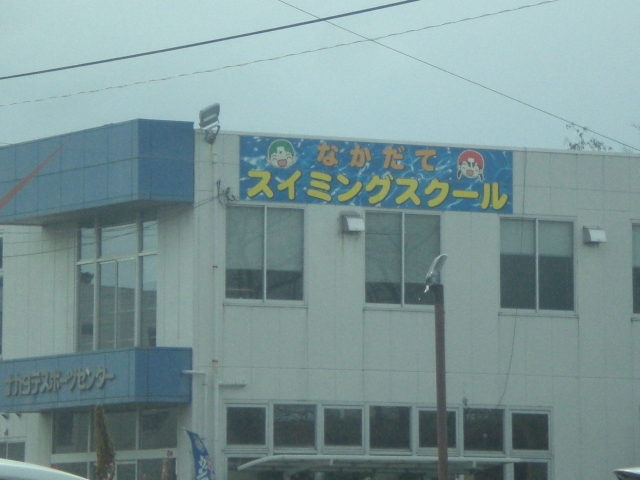 なかだて
スイミングスクール
ナカダテスポーツセンター